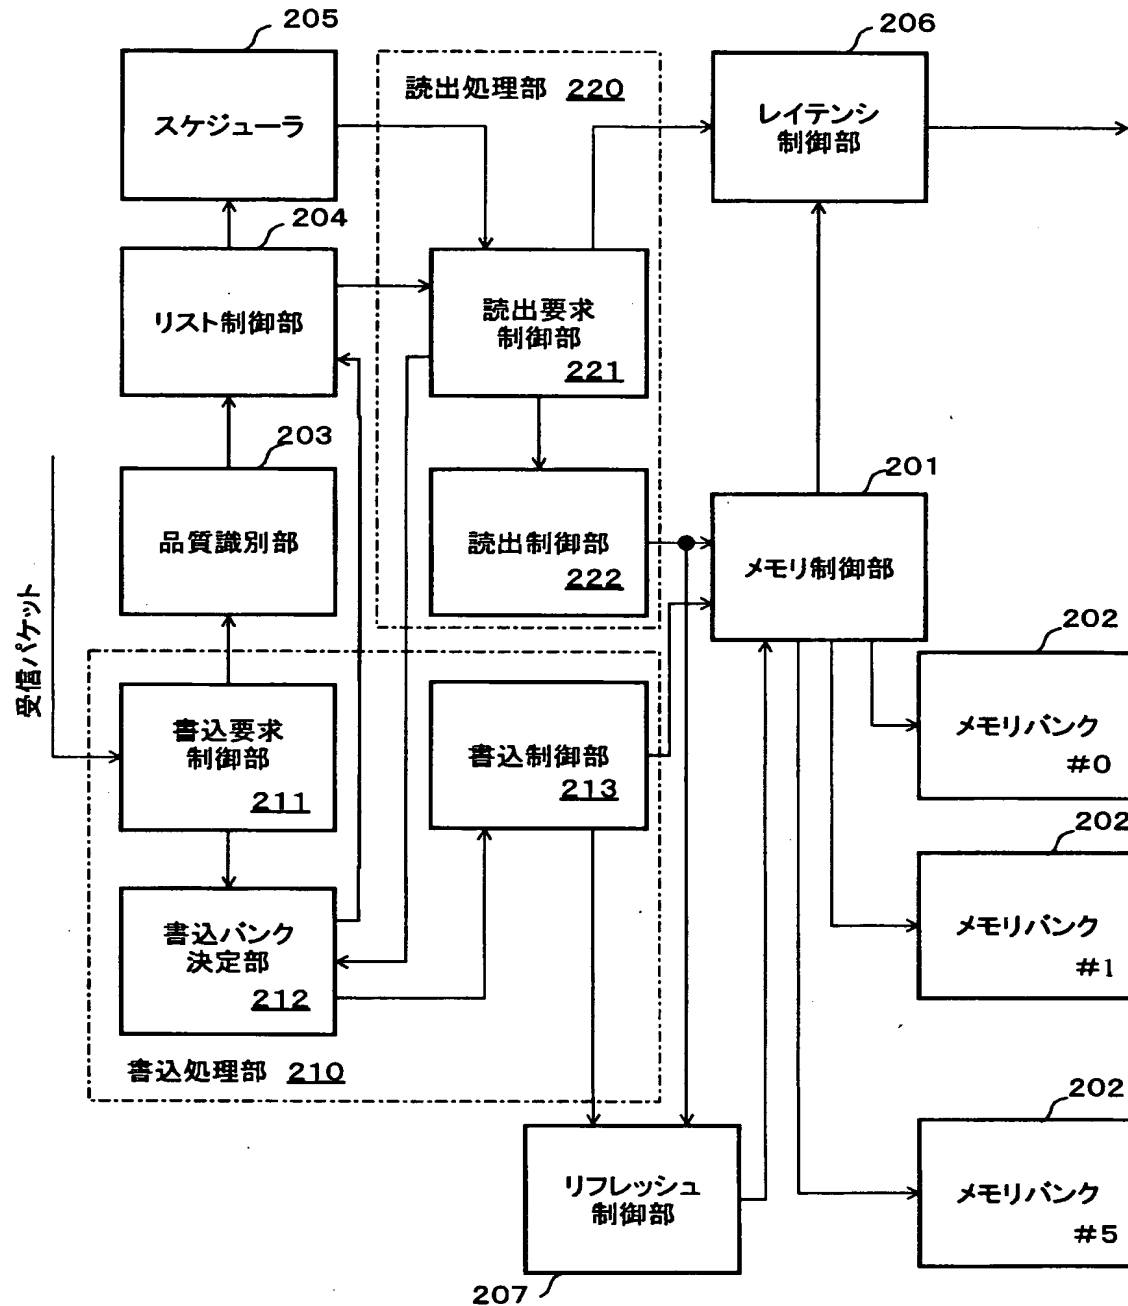 205
スケジューラ
読出処理部 220
206
レイテンシ
制御部
204
リスト制御部
読出要求
制御部
221
203
品質識別部
読出制御部
222
201
メモリ制御部
受信パケット
書込要求
制御部
211
書込制御部
213
202
メモリバンク
#0
書込バンク
決定部
212
202
メモリバンク
#1
書込処理部 210
202
メモリバンク
#5
リフレッシュ
制御部
207